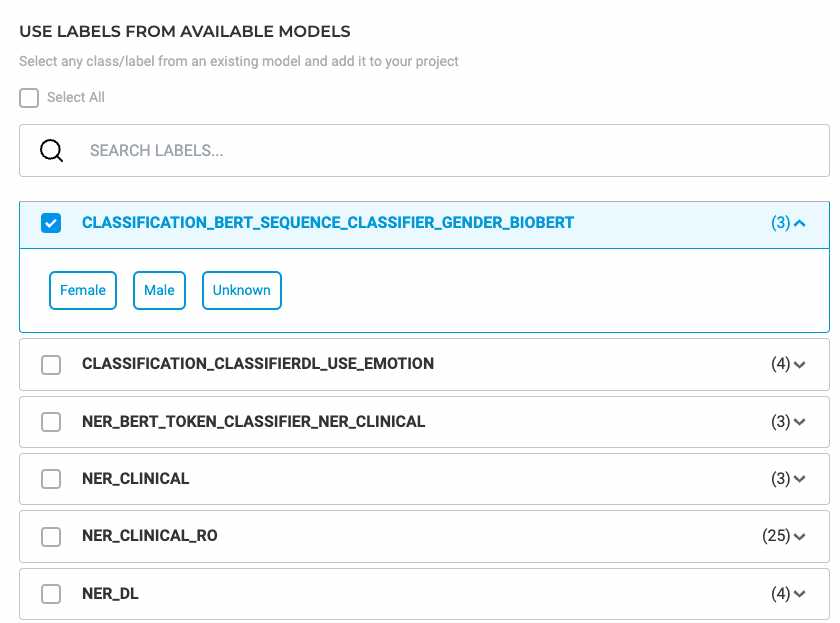 USE LABELS FROM AVAILABLE MODELS
Select any class/label from an existing model and add it to your project
Select All
SEARCH LABELS...
CLASSIFICATION_BERT_SEQUENCE_CLASSIFIER_GENDER_BIOBERT (3)
Female Male Unknown
CLASSIFICATION_CLASSIFIERDL_USE_EMOTION (4)
NER_BERT_TOKEN_CLASSIFIER_NER_CLINICAL (3)
NER_CLINICAL (3)
NER_CLINICAL_RO (25)
NER_DL (4)